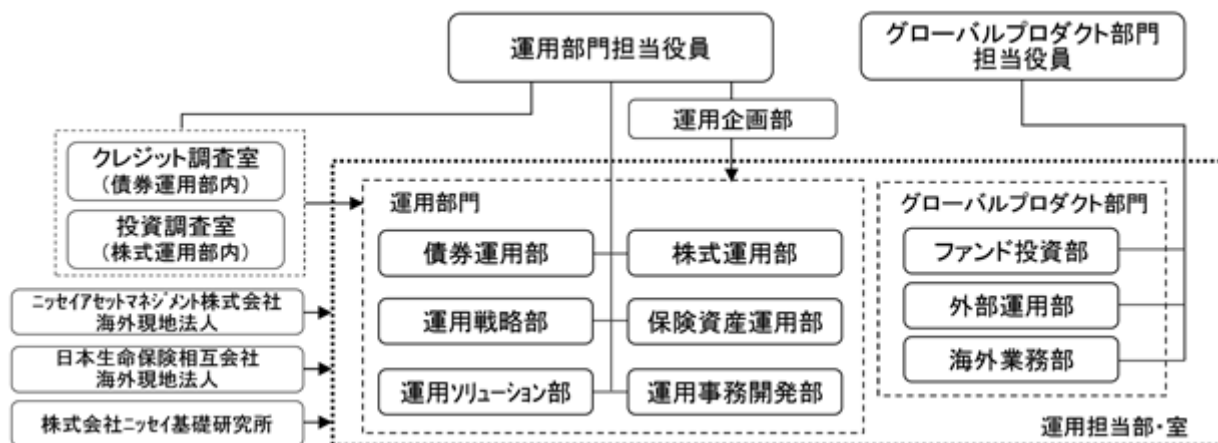 運用部門担当役員
グローバルプロダクト部門
担当役員
運用企画部
クレジット調査室
(債券運用部内)
投資調査室
(株式運用部内)
運用部門
債券運用部
株式運用部
運用戦略部
保険資産運用部
運用ソリューション部
運用事務開発部
グローバルプロダクト部門
ファンド投資部
外部運用部
海外業務部
ニッセイアセットマネジメント株式会社
海外現地法人
日本生命保険相互会社
海外現地法人
株式会社ニッセイ基礎研究所
運用担当部・室